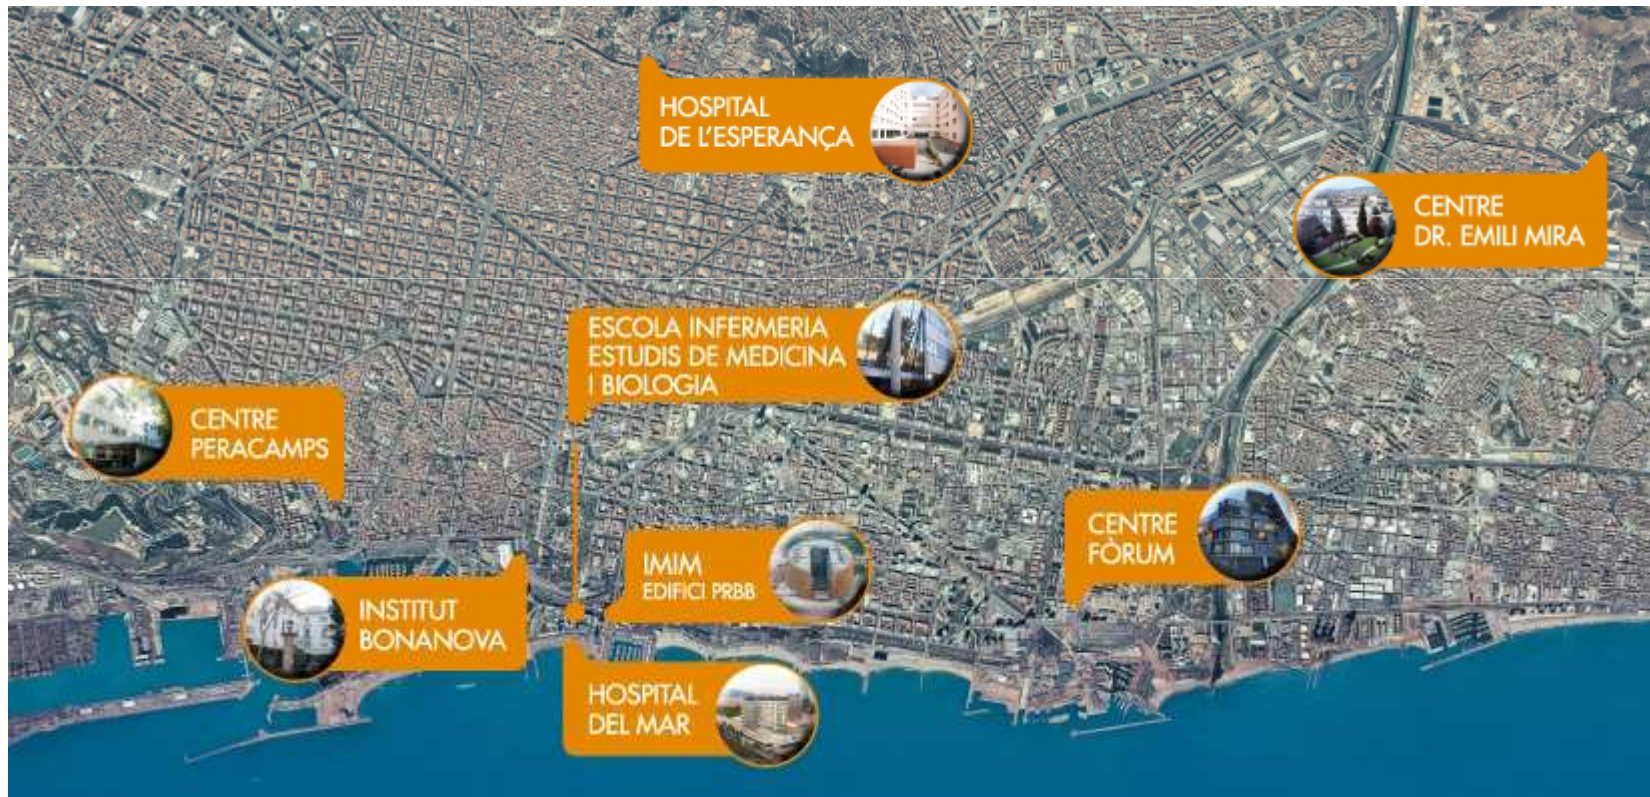 HOSPITAL
DE L'ESPERANÇA
CENTRE
DR. EMILI MIRA
ESCOLA INFERMERIA
ESTUDIS DE MEDICINA
I BIOLOGIA
CENTRE
PERACAMPS
CENTRE
FÒRUM
IMIM
EDIFICI PRBB
INSTITUT
BONANOVA
HOSPITAL
DEL MAR